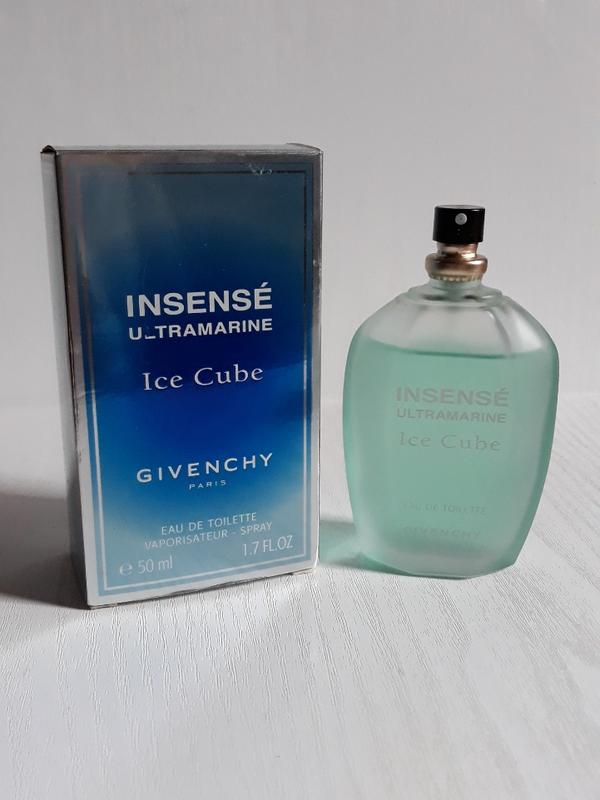 INSENSÉ
ULTRAMARINE
Ice Cube
GIVENCHY
PARIS
EAU DE TOILETTE
VAPORISATEUR - SPRAY
℮ 50 ml 1.7 FL.OZ
INSENSÉ
ULTRAMARINE
Ice Cube
EAU DE TOILETTE
GIVENCHY